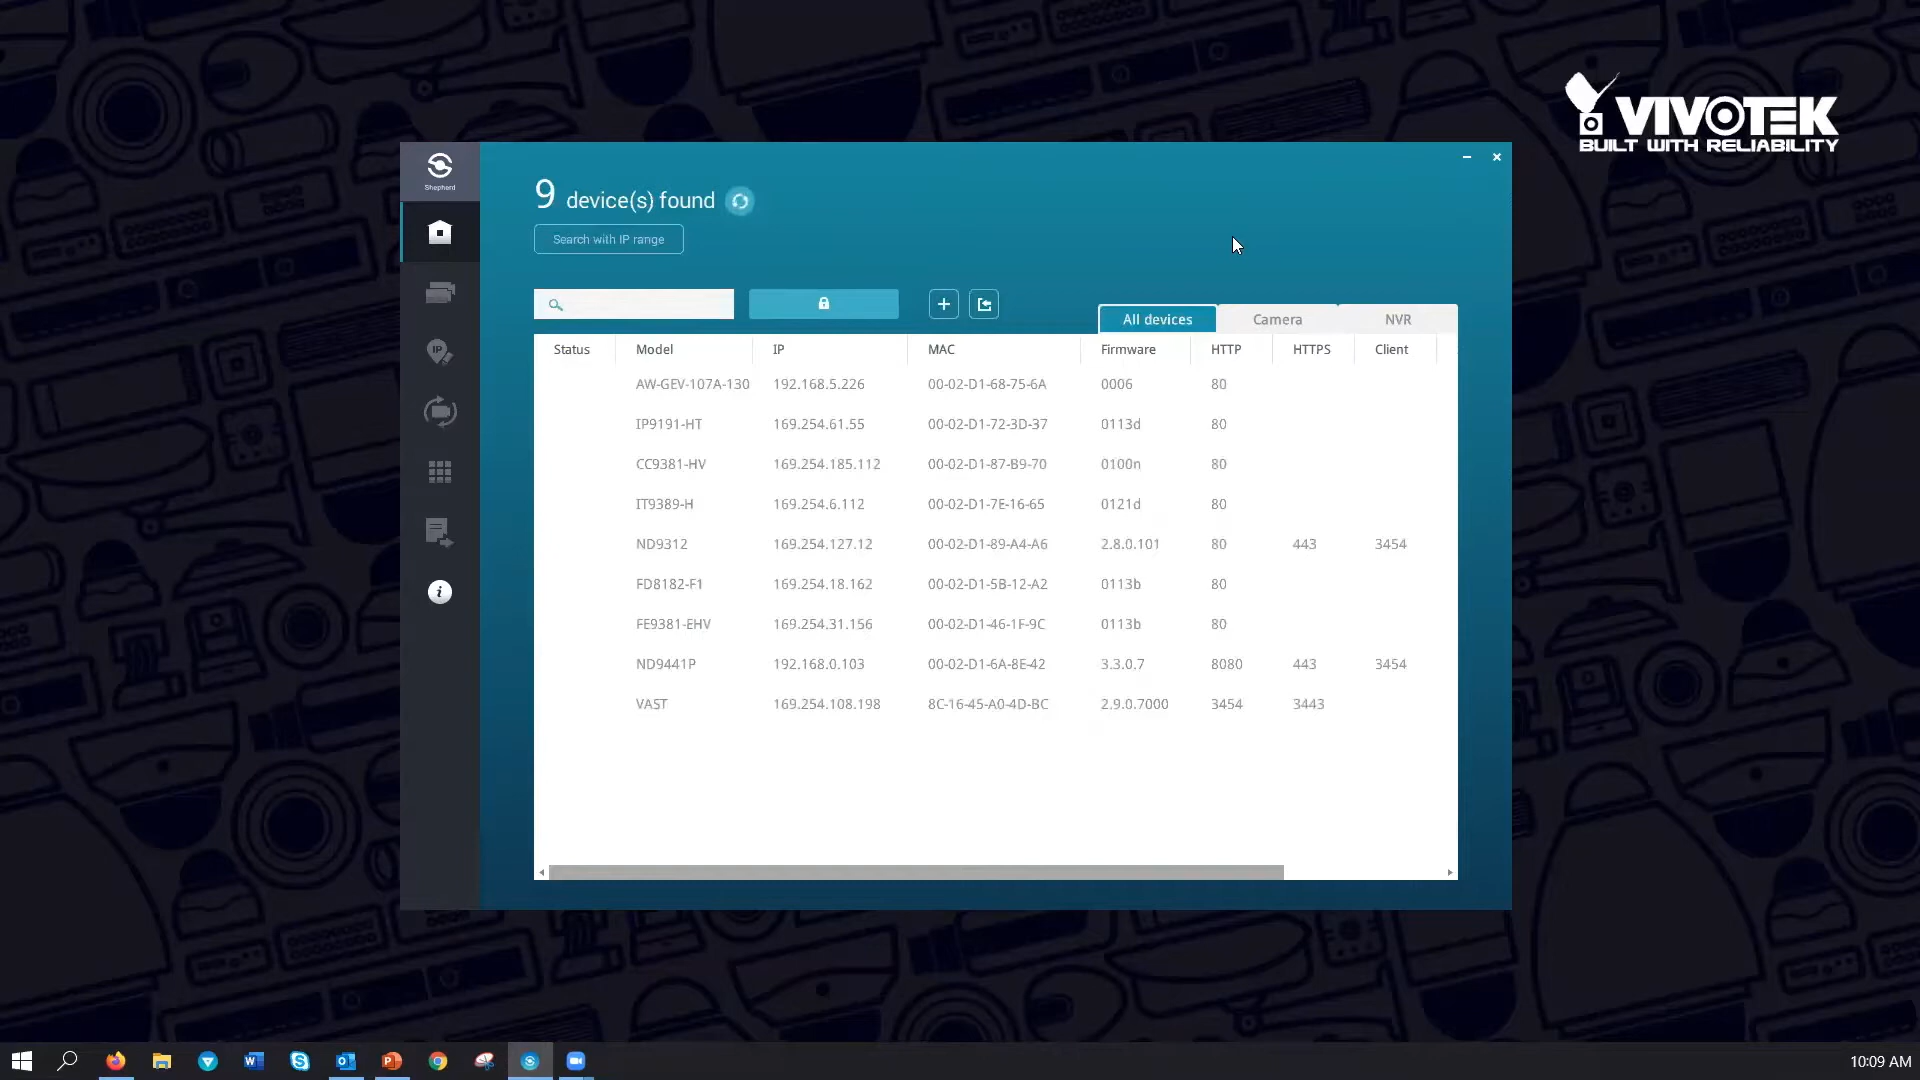 VIVOTEK
BUILT WITH RELIABILITY
Shepherd
9 device(s) found
Search with IP range
All devices Camera NVR
Status Model IP MAC Firmware HTTP HTTPS Client
AW-GEV-107A-130 192.168.5.226 00-02-D1-68-75-6A 0006 80
IP9191-HT 169.254.61.55 00-02-D1-72-3D-37 0113d 80
CC9381-HV 169.254.185.112 00-02-D1-87-B9-70 0100n 80
IT9389-H 169.254.6.112 00-02-D1-7E-16-65 0121d 80
ND9312 169.254.127.12 00-02-D1-89-A4-A6 2.8.0.101 80 443 3454
FD8182-F1 169.254.18.162 00-02-D1-5B-12-A2 0113b 80
FE9381-EHV 169.254.31.156 00-02-D1-46-1F-9C 0113b 80
ND9441P 192.168.0.103 00-02-D1-6A-8E-42 3.3.0.7 8080 443 3454
VAST 169.254.108.198 8C-16-45-A0-4D-BC 2.9.0.7000 3454 3443
IP
10:09 AM